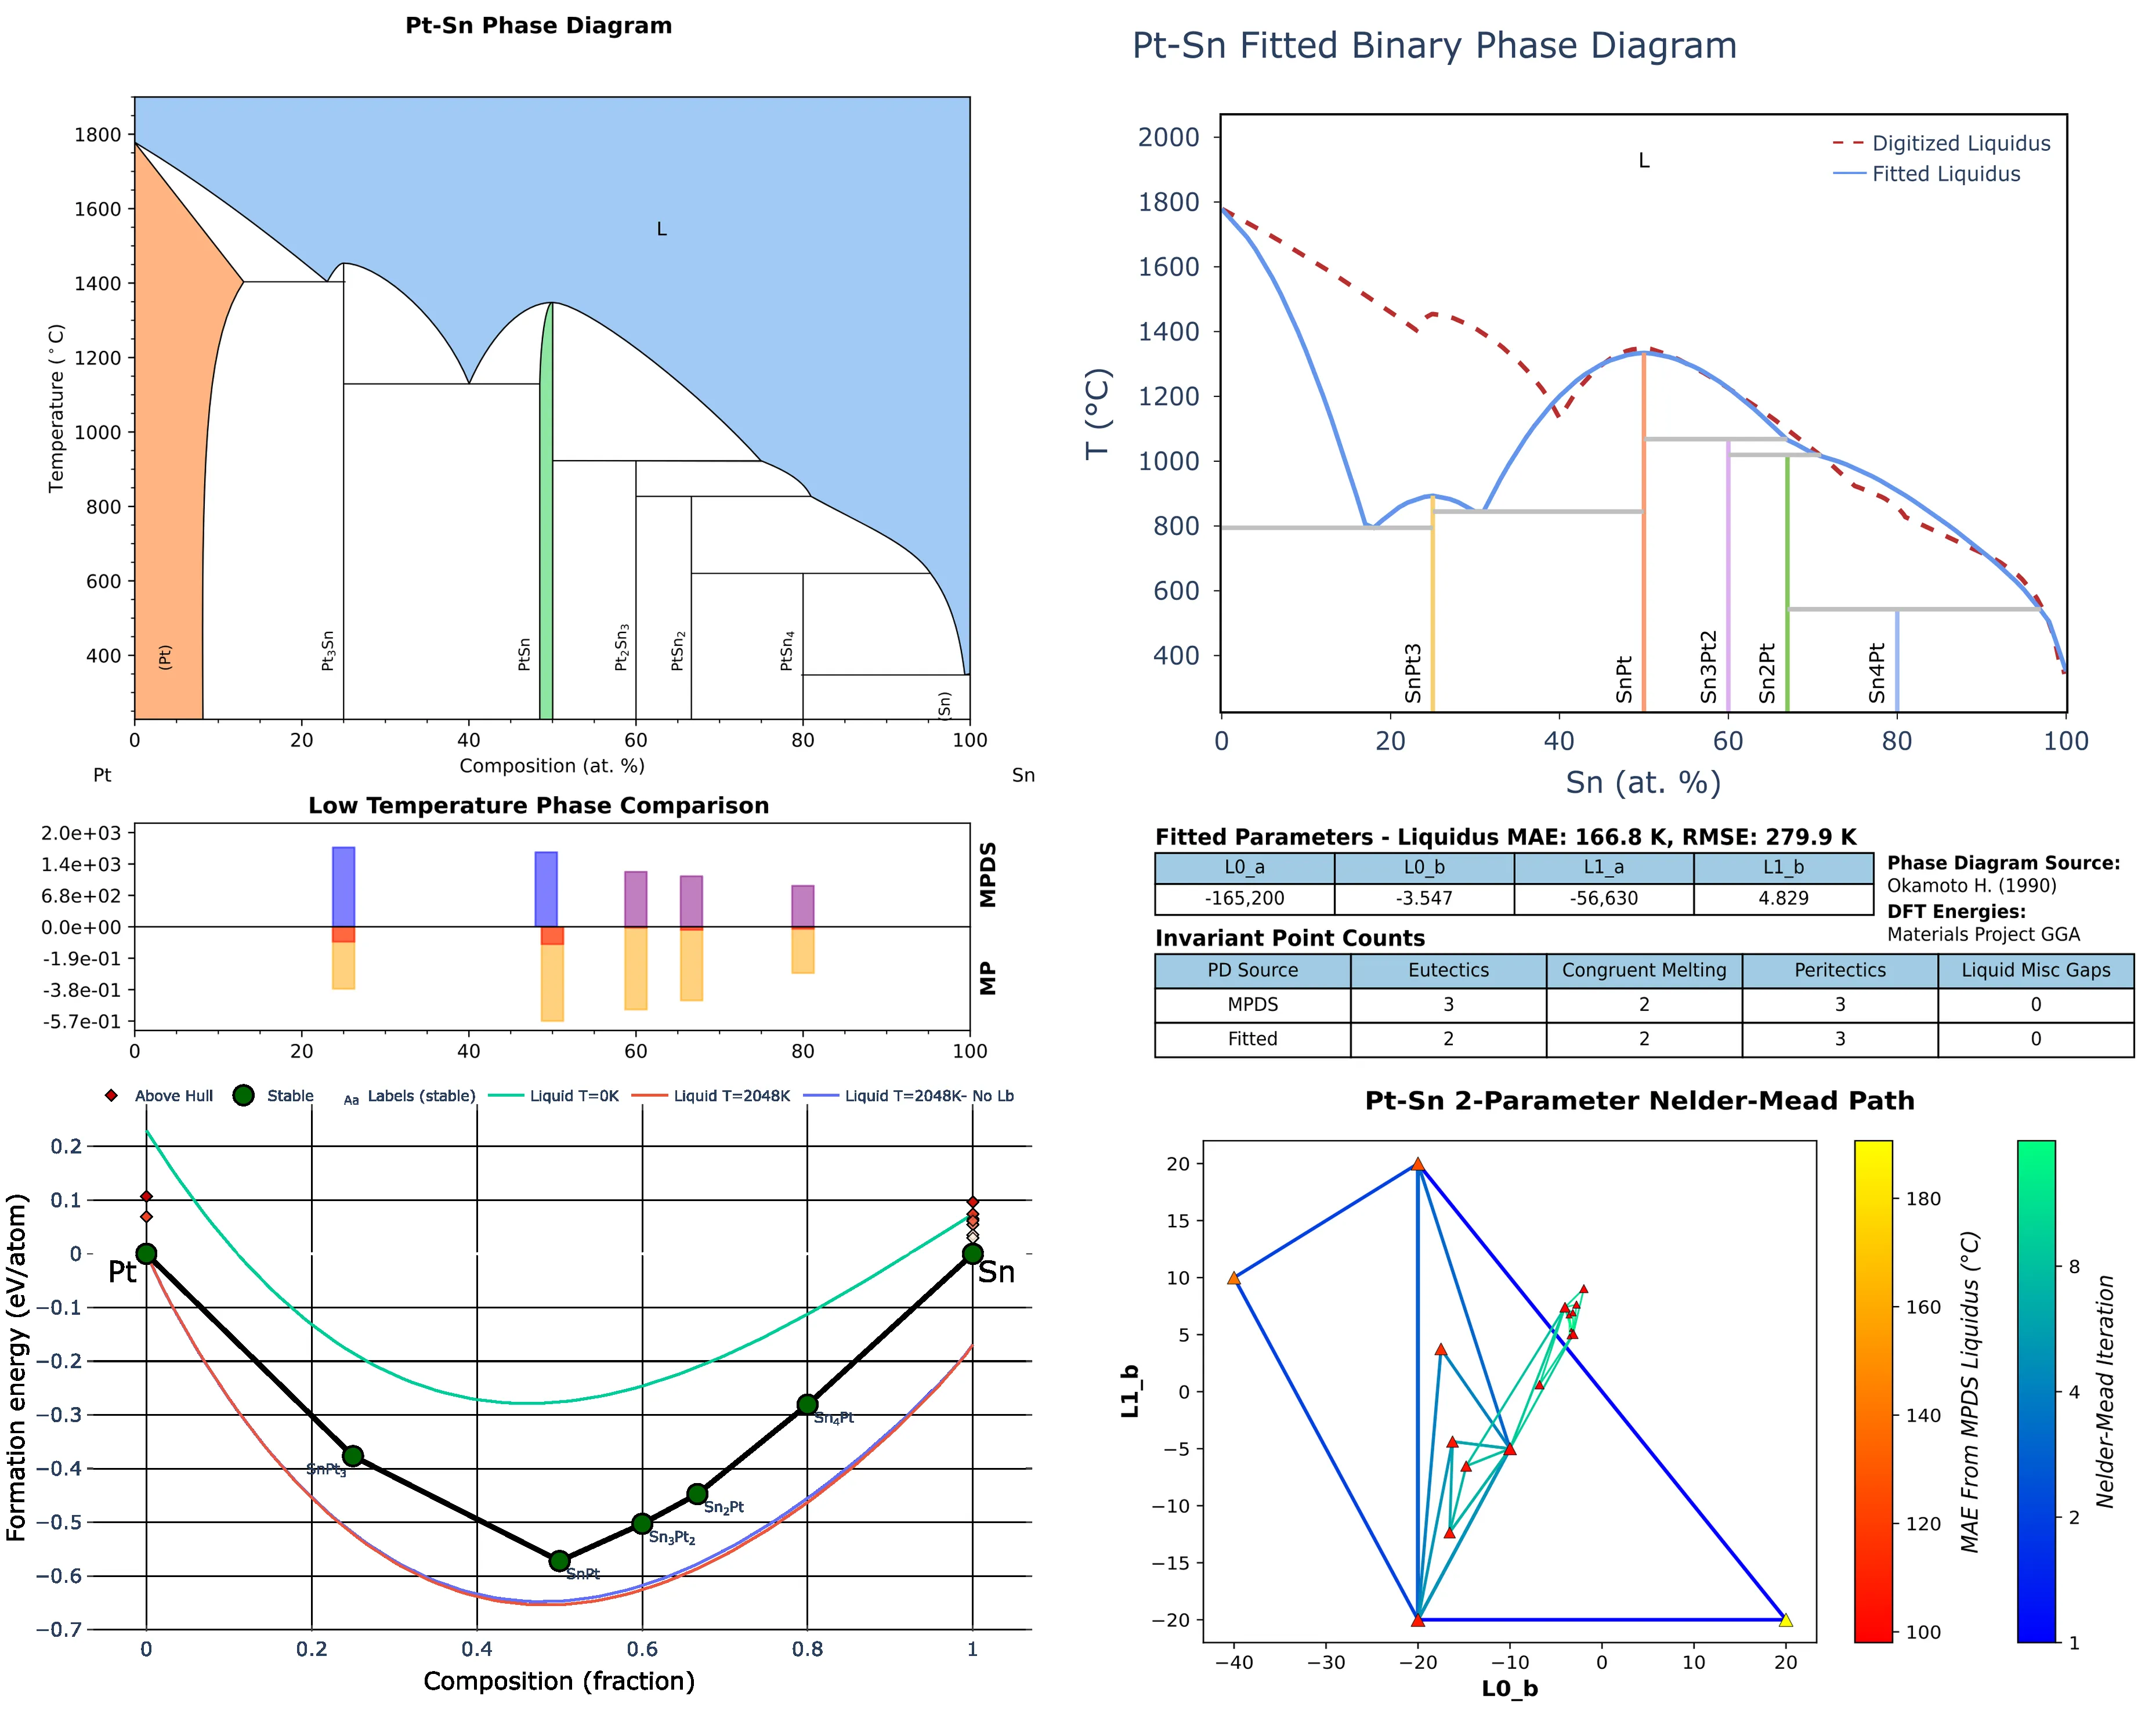 Pt-Sn Phase Diagram
1800
1600
1400
1200
1000
800
600
400
Temperature (°C)
L
(Pt)
Pt3Sn
PtSn
Pt2Sn3
PtSn2
PtSn4
(Sn)
0 20 40 60 80 100
Composition (at. %)
Pt Sn
Pt-Sn Fitted Binary Phase Diagram
2000
1800
1600
1400
1200
1000
800
600
400
T (°C)
L
Digitized Liquidus
Fitted Liquidus
SnPt3
SnPt
Sn3Pt2
Sn2Pt
Sn4Pt
0 20 40 60 80 100
Sn (at. %)
Low Temperature Phase Comparison
2.0e+03
1.4e+03
6.8e+02
0.0e+00
-1.9e-01
-3.8e-01
-5.7e-01
MPDS
MP
0 20 40 60 80 100
Fitted Parameters - Liquidus MAE: 166.8 K, RMSE: 279.9 K
L0_a L0_b L1_a L1_b
-165,200 -3.547 -56,630 4.829
Phase Diagram Source:
Okamoto H. (1990)
DFT Energies:
Materials Project GGA
Invariant Point Counts
PD Source Eutectics Congruent Melting Peritectics Liquid Misc Gaps
MPDS 3 2 3 0
Fitted 2 2 3 0
Above Hull Stable Aa Labels (stable) Liquid T=0K Liquid T=2048K Liquid T=2048K- No Lb
0.2
0.1
0
−0.1
−0.2
−0.3
−0.4
−0.5
−0.6
−0.7
Formation energy (eV/atom)
Pt
Sn
SnPt3
SnPt
Sn3Pt2
Sn2Pt
Sn4Pt
0 0.2 0.4 0.6 0.8 1
Composition (fraction)
Pt-Sn 2-Parameter Nelder-Mead Path
20
15
10
5
0
−5
−10
−15
−20
L1_b
−40 −30 −20 −10 0 10 20
L0_b
180
160
140
120
100
MAE From MPDS Liquidus (°C)
8
4
2
1
Nelder-Mead Iteration